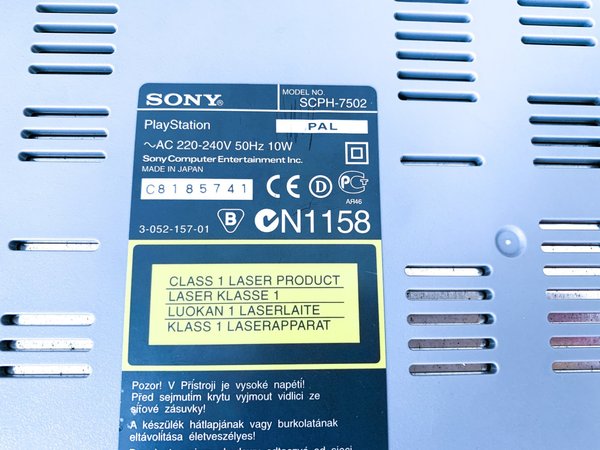 SONY®
MODEL NO.
SCPH-7502
PlayStation
PAL
~AC 220-240V 50Hz 10W
Sony Computer Entertainment Inc.
MADE IN JAPAN
C8185741
CE D PCT
AR46
3-052-157-01
B
N1158
CLASS 1 LASER PRODUCT
LASER KLASSE 1
LUOKAN 1 LASERLAITE
KLASS 1 LASERAPPARAT
Pozor! V Přístroji je vysoké napětí!
Před sejmutím krytu vyjmout vidlici ze
síťové zásuvky!
A készülék hátlapjának vagy burkolatának
eltávolítása életveszélyes!